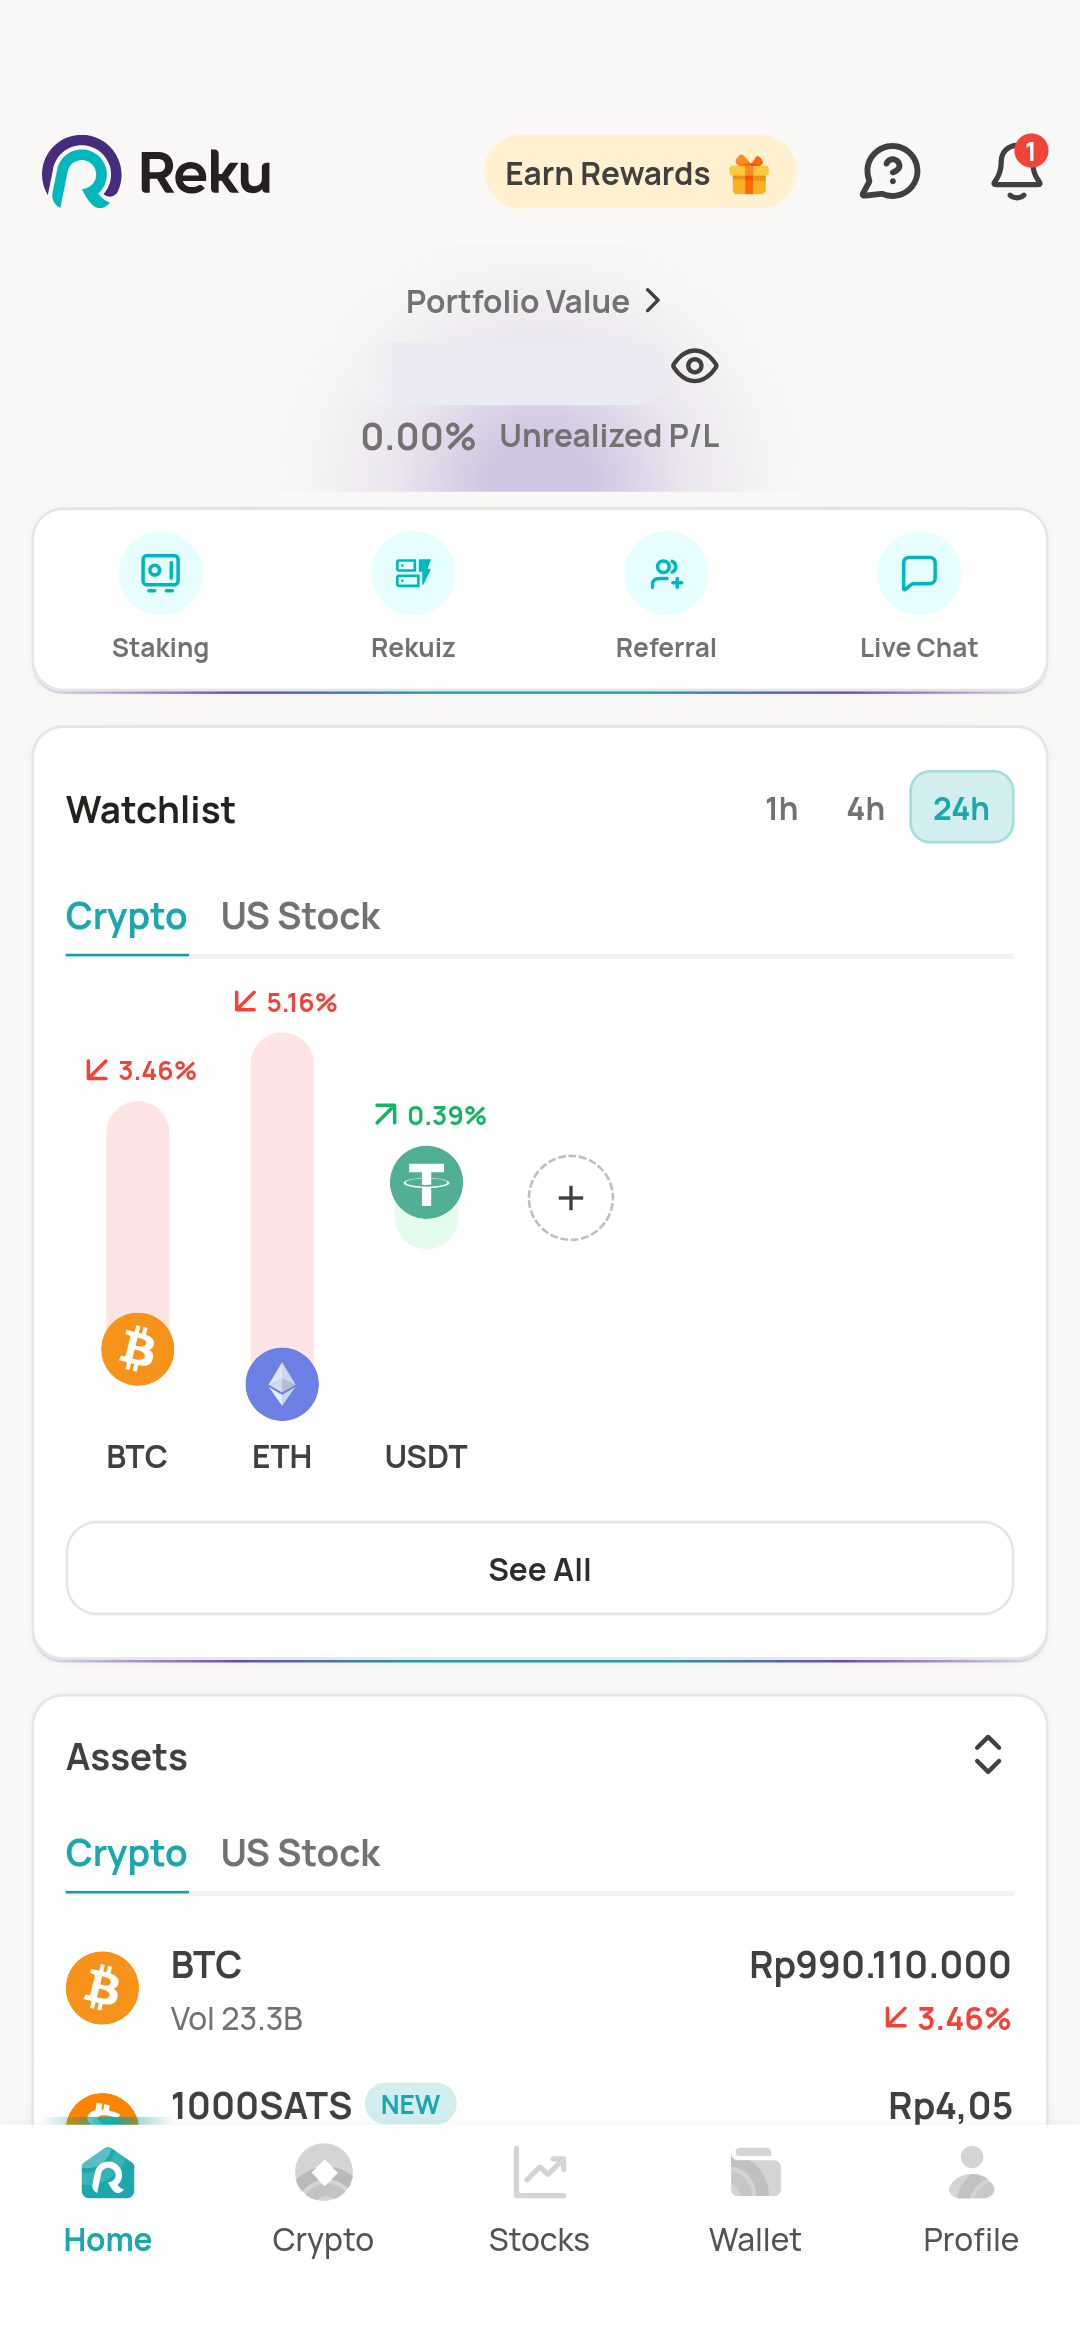 Reku
Earn Rewards
1
Portfolio Value
0.00% Unrealized P/L
Staking
Rekuiz
Referral
Live Chat
Watchlist
1h 4h 24h
Crypto US Stock
5.16%
3.46%
0.39%
BTC ETH USDT
See All
Assets
Crypto US Stock
BTC Rp990.110.000
Vol 23.3B 3.46%
1000SATS NEW Rp4,05
Home Crypto Stocks Wallet Profile